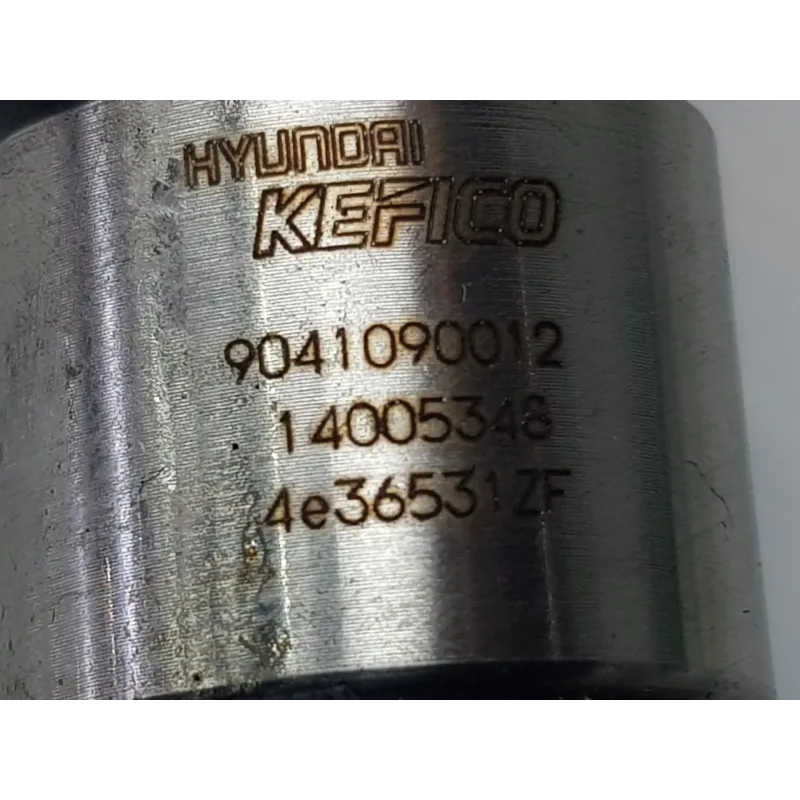 HYUNDAI
KEFICO
9041090012
14005348
4e36531ZF